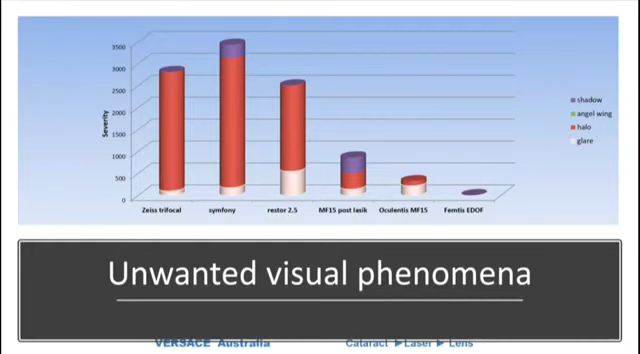 3500
3000
2500
2000
1500
1000
500
0
Severity
Zeiss trifocal
symfony
restor 2.5
MF15 post lasik
Oculentis MF15
Femtis EDOF
shadow
angel wing
halo
glare
Unwanted visual phenomena
VERSACE Australia
Cataract ►Laser ► Lens